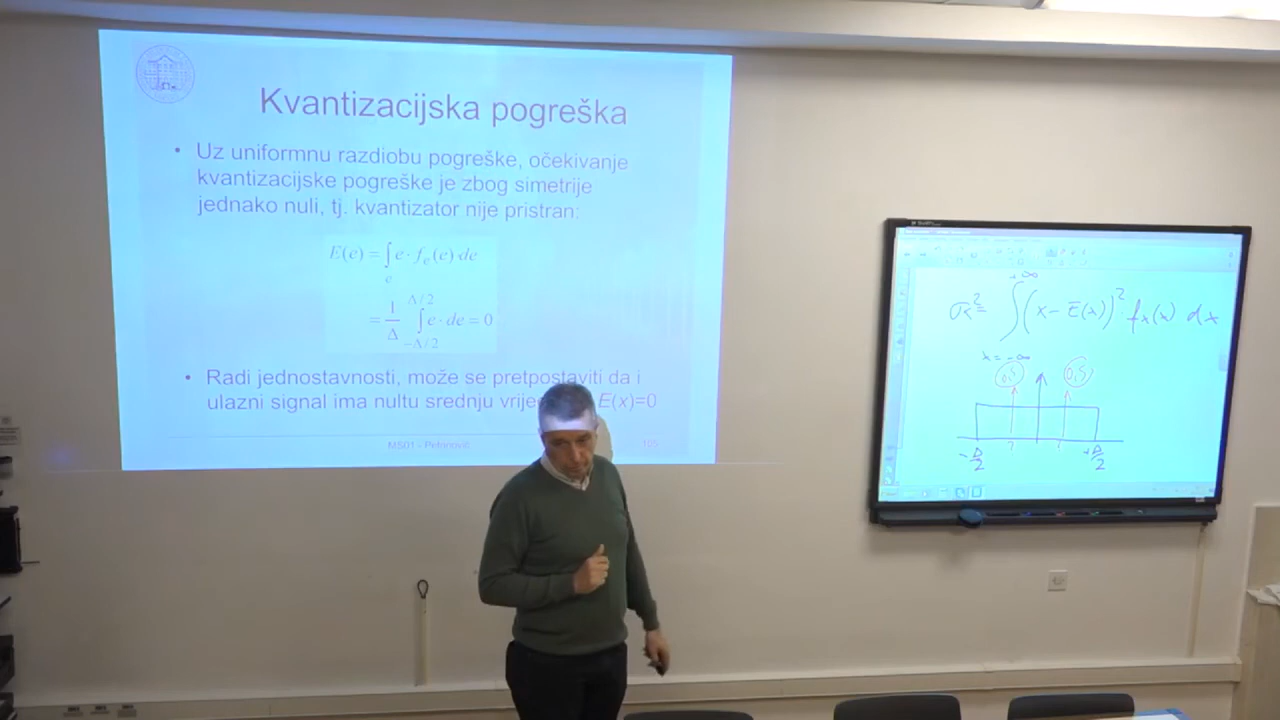 Kvantizacijska pogreška
• Uz uniformnu razdiobu pogreške, očekivanje
kvantizacijske pogreške je zbog simetrije
jednako nuli, tj. kvantizator nije pristran:
E(e) = ∫ e · f_e(e) · de
e
= 1/Δ ∫ e · de = 0
Δ/2
-Δ/2
• Radi jednostavnosti, može se pretpostaviti da i
ulazni signal ima nultu srednju E(x)=0
MS01 - Petrinović
105
+∞
σx² = ∫ (x - E(x))² fx(x) dx
x = -∞
0,5 0,5
? ?
-Δ/2 +Δ/2